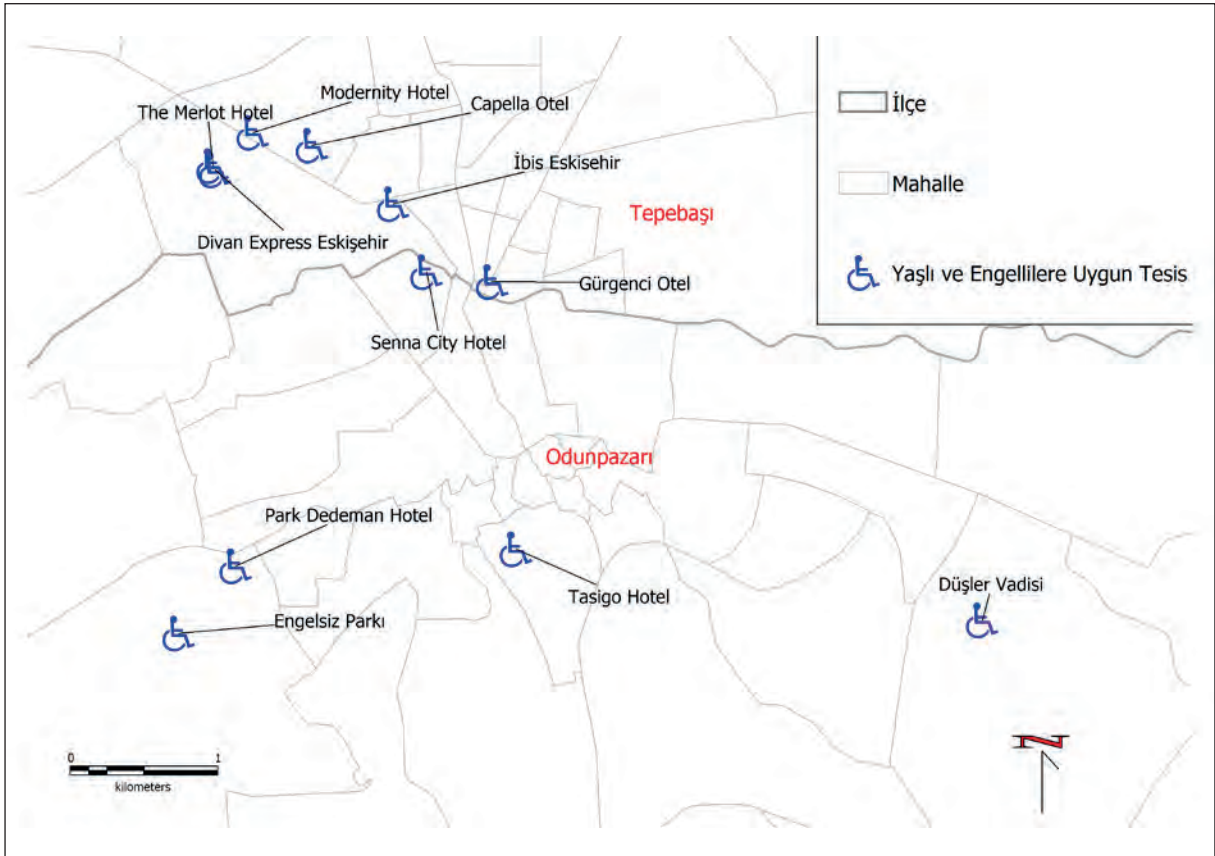 Modernity Hotel
Capella Otel
The Merlot Hotel
İbis Eskisehir
Tepebaşı
Divan Express Eskişehir
Gürgenci Otel
Senna City Hotel
İlçe
Mahalle
Yaşlı ve Engellilere Uygun Tesis
Odunpazarı
Park Dedeman Hotel
Tasigo Hotel
Düşler Vadisi
Engelsiz Parkı
0 1
kilometers
N